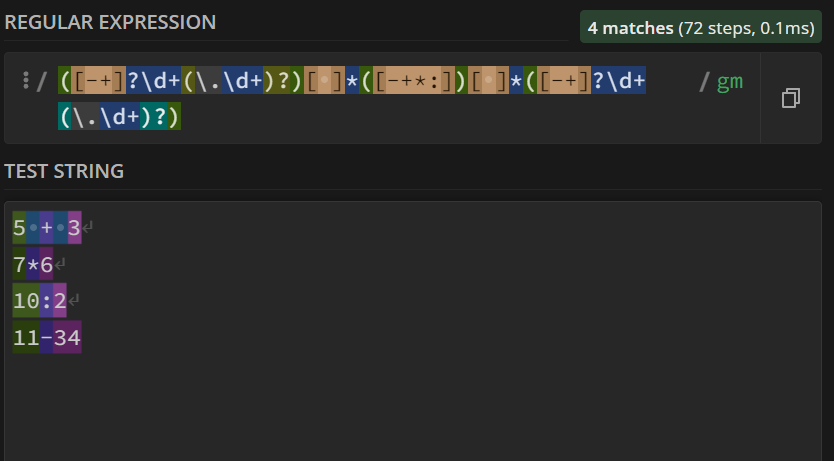 REGULAR EXPRESSION
4 matches (72 steps, 0.1ms)
/ ([-+]?\d+(\.\d+)?)[ ]*([-+*:])[ ]*([-+]?\d+ / gm
(\.\d+)?)
TEST STRING
5 + 3
7*6
10:2
11-34